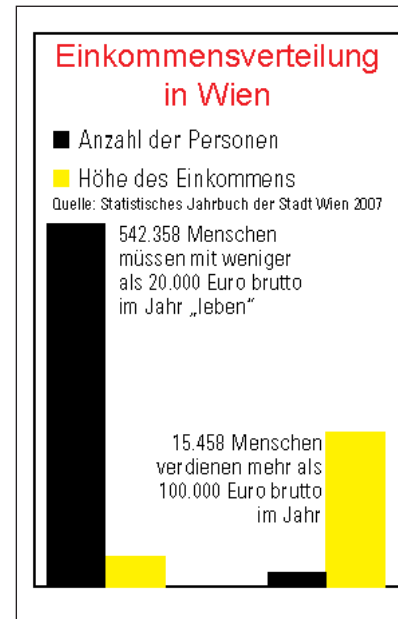 Einkommensverteilung
in Wien
Anzahl der Personen
Höhe des Einkommens
Quelle: Statistisches Jahrbuch der Stadt Wien 2007
542.358 Menschen
müssen mit weniger
als 20.000 Euro brutto
im Jahr „leben“
15.458 Menschen
verdienen mehr als
100.000 Euro brutto
im Jahr